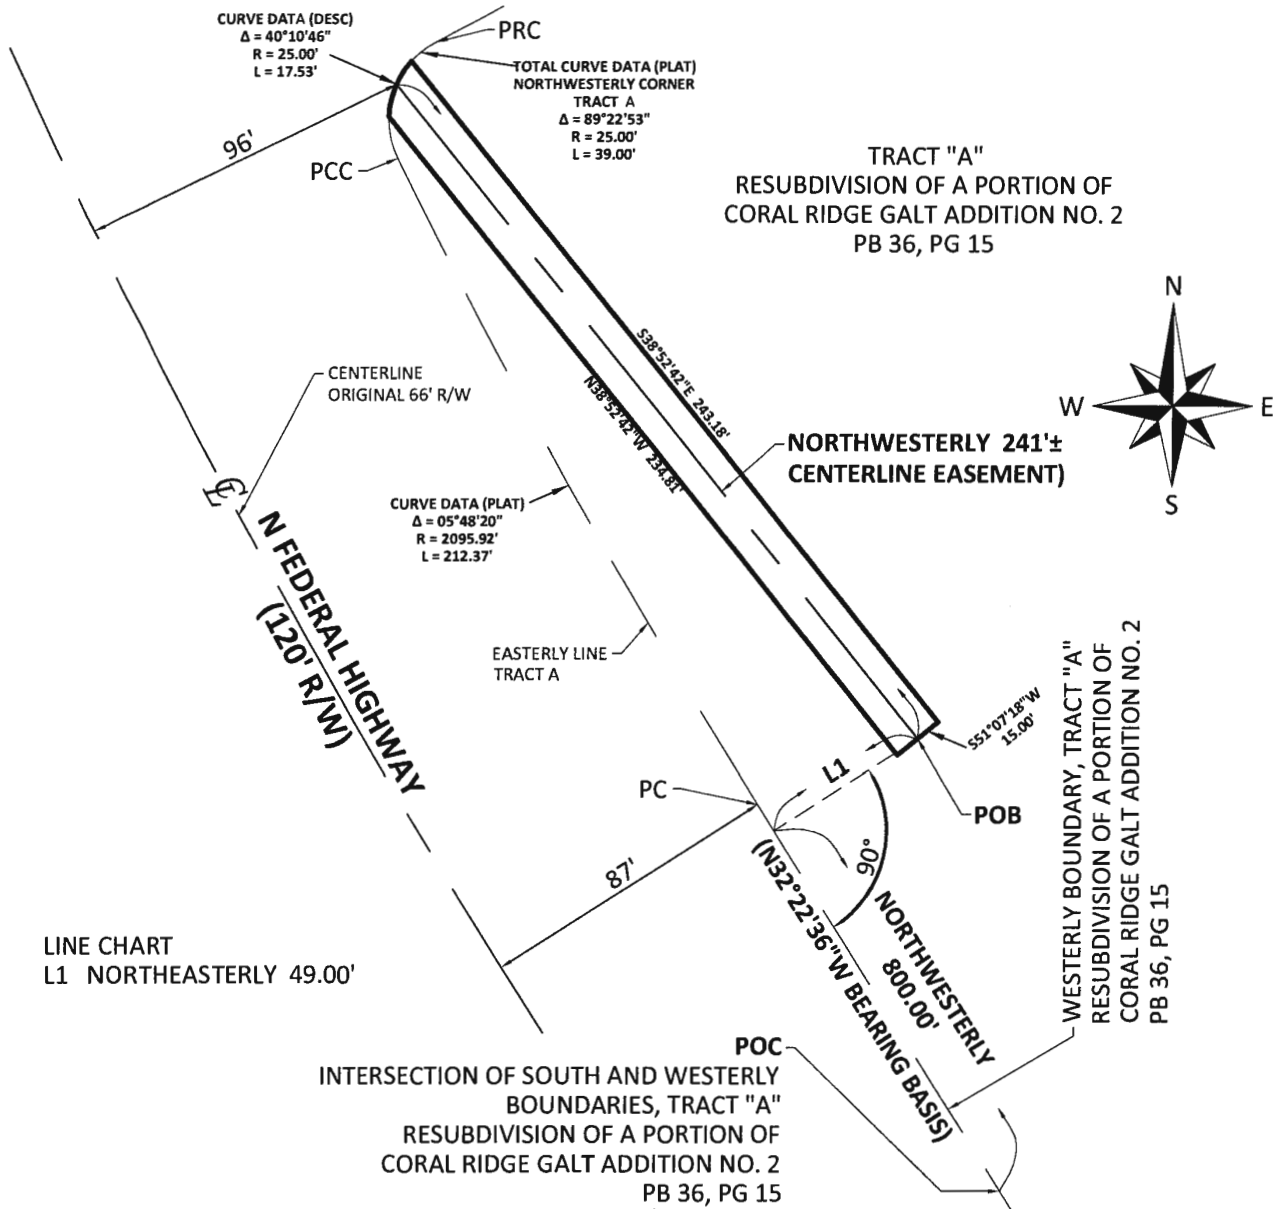 CURVE DATA (DESC)
Δ = 40°10'46"
R = 25.00'
L = 17.53'
PRC
TOTAL CURVE DATA (PLAT)
NORTHWESTERLY CORNER
TRACT A
Δ = 89°22'53"
R = 25.00'
L = 39.00'
96'
PCC
TRACT "A"
RESUBDIVISION OF A PORTION OF
CORAL RIDGE GALT ADDITION NO. 2
PB 36, PG 15
N
W
E
S
CENTERLINE
ORIGINAL 66' R/W
S38°52'42"E 243.18'
N38°52'42"W 234.81'
NORTHWESTERLY 241'±
CENTERLINE EASEMENT)
CL
N FEDERAL HIGHWAY
(120' R/W)
CURVE DATA (PLAT)
Δ = 05°48'20"
R = 2095.92'
L = 212.37'
EASTERLY LINE
TRACT A
S51°07'18"W
15.00'
L1
PC
POB
87'
90°
(N32°22'36"W BEARING BASIS)
NORTHWESTERLY
800.00'
WESTERLY BOUNDARY, TRACT "A"
RESUBDIVISION OF A PORTION OF
CORAL RIDGE GALT ADDITION NO. 2
PB 36, PG 15
LINE CHART
L1 NORTHEASTERLY 49.00'
POC
INTERSECTION OF SOUTH AND WESTERLY
BOUNDARIES, TRACT "A"
RESUBDIVISION OF A PORTION OF
CORAL RIDGE GALT ADDITION NO. 2
PB 36, PG 15